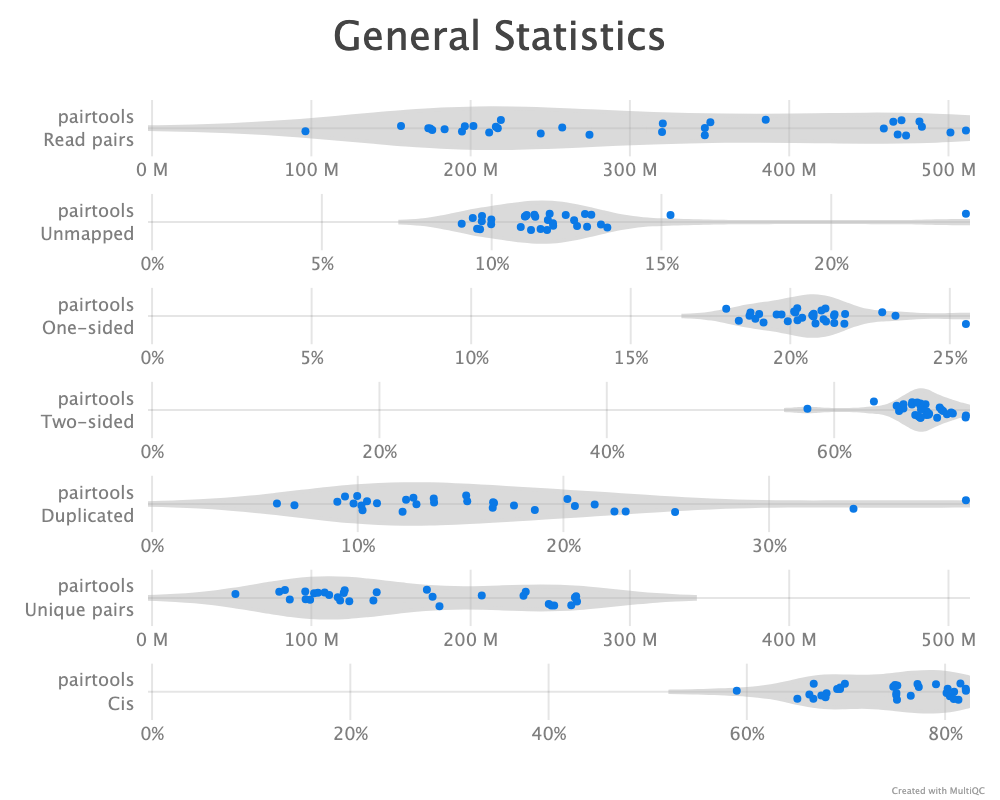 General Statistics
pairtools
Read pairs
0 M 100 M 200 M 300 M 400 M 500 M
pairtools
Unmapped
0% 5% 10% 15% 20%
pairtools
One-sided
0% 5% 10% 15% 20% 25%
pairtools
Two-sided
0% 20% 40% 60%
pairtools
Duplicated
0% 10% 20% 30%
pairtools
Unique pairs
0 M 100 M 200 M 300 M 400 M 500 M
pairtools
Cis
0% 20% 40% 60% 80%
Created with MultiQC